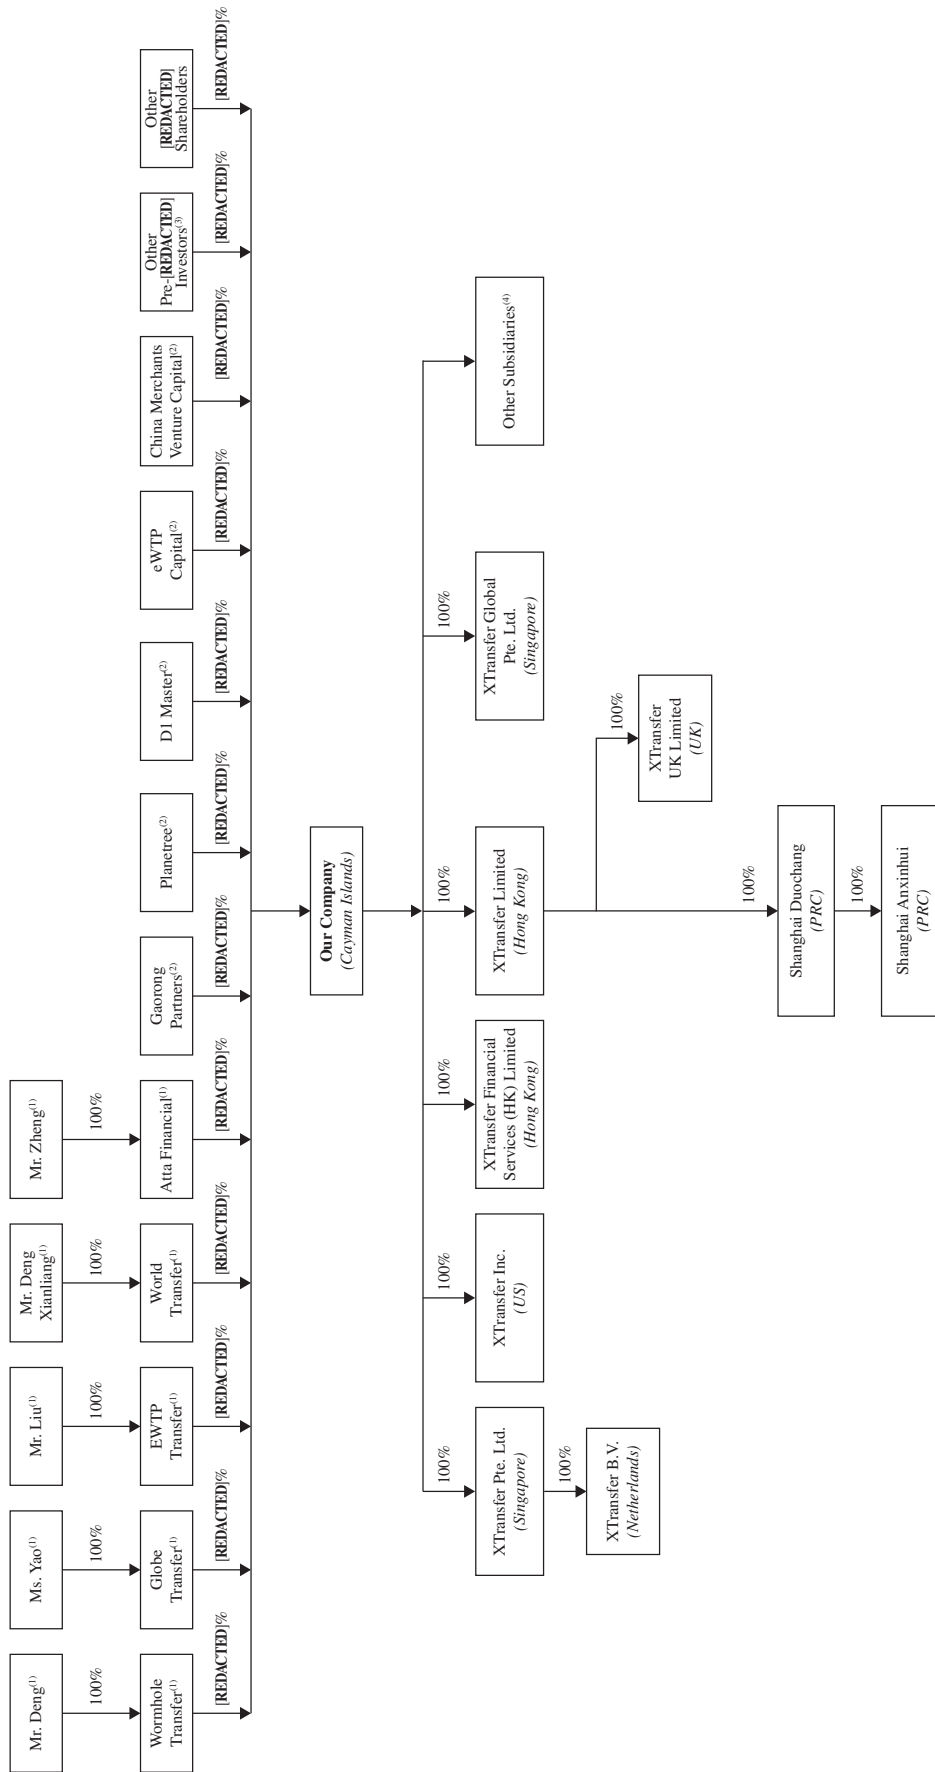 Mr. Deng(1)
Ms. Yao(1)
Mr. Liu(1)
Mr. Deng
Xianliang(1)
Mr. Zheng(1)
100%
100%
100%
100%
100%
Wormhole
Transfer(1)
Globe
Transfer(1)
EWTP
Transfer(1)
World
Transfer(1)
Atta Financial(1)
Gaorong
Partners(2)
Planetree(2)
D1 Master(2)
eWTP
Capital(2)
China Merchants
Venture Capital(2)
Other
Pre-[REDACTED]
Investors(3)
Other
[REDACTED]
Shareholders
[REDACTED]%
[REDACTED]%
[REDACTED]%
[REDACTED]%
[REDACTED]%
[REDACTED]%
[REDACTED]%
[REDACTED]%
[REDACTED]%
[REDACTED]%
[REDACTED]%
[REDACTED]%
Our Company
(Cayman Islands)
100%
100%
100%
100%
100%
XTransfer Pte. Ltd.
(Singapore)
XTransfer Inc.
(US)
XTransfer Financial
Services (HK) Limited
(Hong Kong)
XTransfer Limited
(Hong Kong)
XTransfer Global
Pte. Ltd.
(Singapore)
Other Subsidiaries(4)
100%
100%
XTransfer B.V.
(Netherlands)
XTransfer
UK Limited
(UK)
100%
Shanghai Duochang
(PRC)
100%
Shanghai Anxinhui
(PRC)